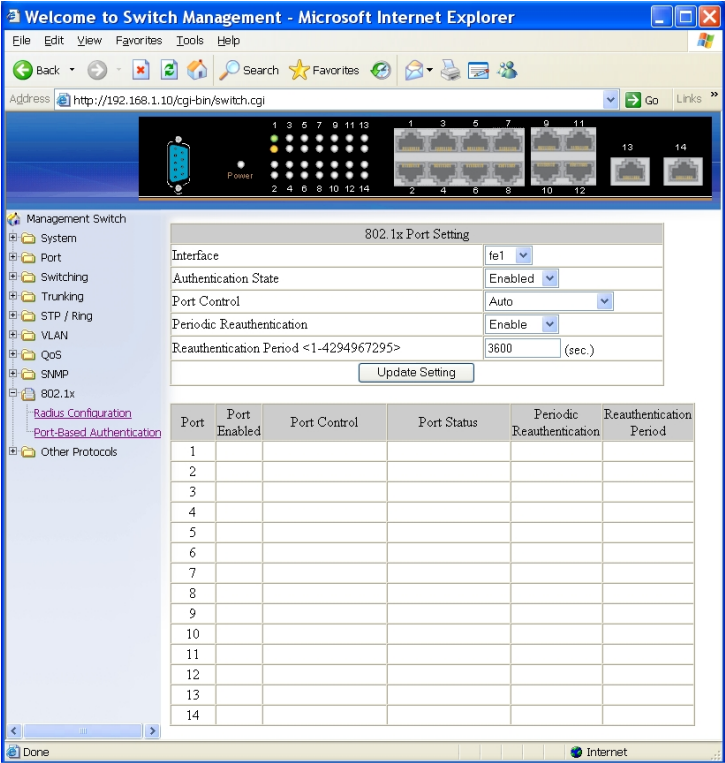 Welcome to Switch Management - Microsoft Internet Explorer
File Edit View Favorites Tools Help
Back Search Favorites
Address http://192.168.1.10/cgi-bin/switch.cgi Go Links »
1 3 5 7 9 11 13
Power
2 4 6 8 10 12 14
1 3 5 7 9 11
2 4 6 8 10 12
13 14
Management Switch
System
Port
Switching
Trunking
STP / Ring
VLAN
QoS
SNMP
802.1x
Radius Configuration
Port-Based Authentication
Other Protocols
802.1x Port Setting
Interface fe1
Authentication State Enabled
Port Control Auto
Periodic Reauthentication Enable
Reauthentication Period <1-4294967295> 3600 (sec.)
Update Setting
Port Port Enabled Port Control Port Status Periodic Reauthentication Reauthentication Period
1
2
3
4
5
6
7
8
9
10
11
12
13
14
Done Internet